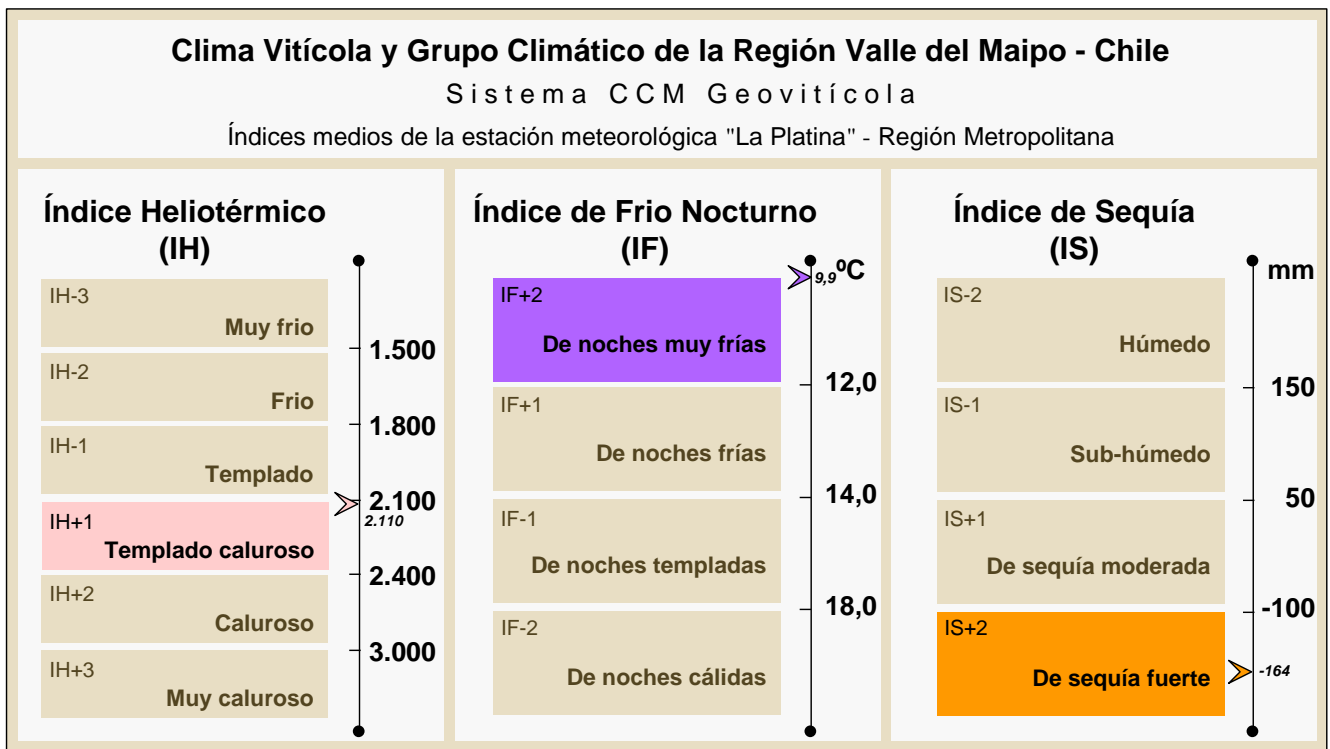 Clima Vitícola y Grupo Climático de la Región Valle del Maipo - Chile
Sistema CCM Geovitícola
Índices medios de la estación meteorológica "La Platina" - Región Metropolitana
Índice Heliotérmico
(IH)
IH-3
Muy frio
1.500
IH-2
Frio
1.800
IH-1
Templado
2.100
2.110
IH+1
Templado caluroso
2.400
IH+2
Caluroso
3.000
IH+3
Muy caluroso
Índice de Frio Nocturno
(IF)
9,9 ºC
IF+2
De noches muy frías
12,0
IF+1
De noches frías
14,0
IF-1
De noches templadas
18,0
IF-2
De noches cálidas
Índice de Sequía
(IS)
mm
IS-2
Húmedo
150
IS-1
Sub-húmedo
50
IS+1
De sequía moderada
-100
IS+2
De sequía fuerte
-164